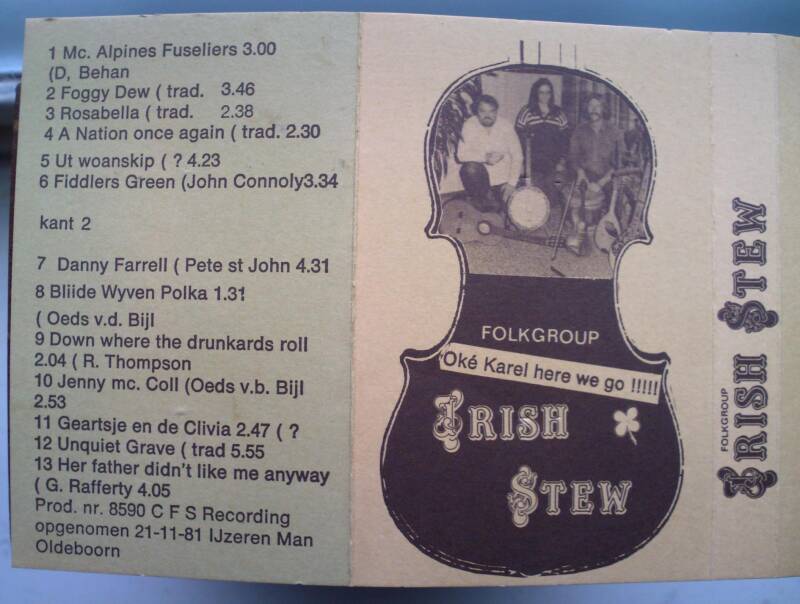 1 Mc. Alpines Fuseliers 3.00
(D, Behan
2 Foggy Dew ( trad. 3.46
3 Rosabella ( trad. 2.38
4 A Nation once again ( trad. 2.30
5 Ut woanskip ( ? 4.23
6 Fiddlers Green (John Connoly3.34
kant 2
7 Danny Farrell ( Pete st John 4.31
8 Bliide Wyven Polka 1.31
( Oeds v.d. Bijl
9 Down where the drunkards roll
2.04 ( R. Thompson
10 Jenny mc. Coll (Oeds v.b. Bijl
2.53
11 Geartsje en de Clivia 2.47 ( ?
12 Unquiet Grave ( trad 5.55
13 Her father didn't like me anyway
( G. Rafferty 4.05
Prod. nr. 8590 C F S Recording
opgenomen 21-11-81 IJzeren Man
Oldeboorn
FOLKGROUP
Oké Karel here we go !!!!!
IRISH
STEW
FOLKGROUP
IRISH STEW